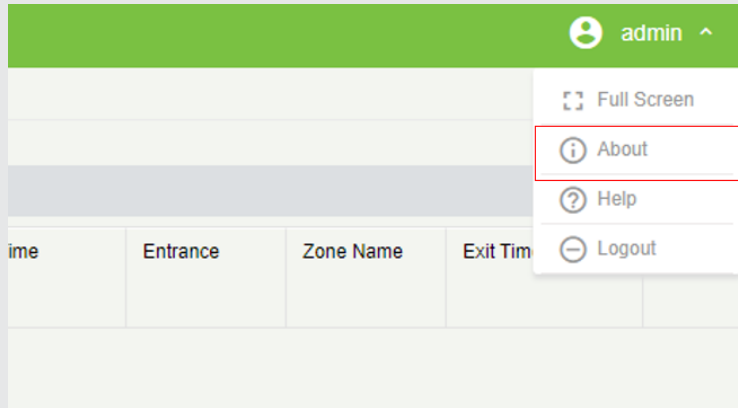 admin
Full Screen
About
Help
Logout
ime Entrance Zone Name Exit Tim